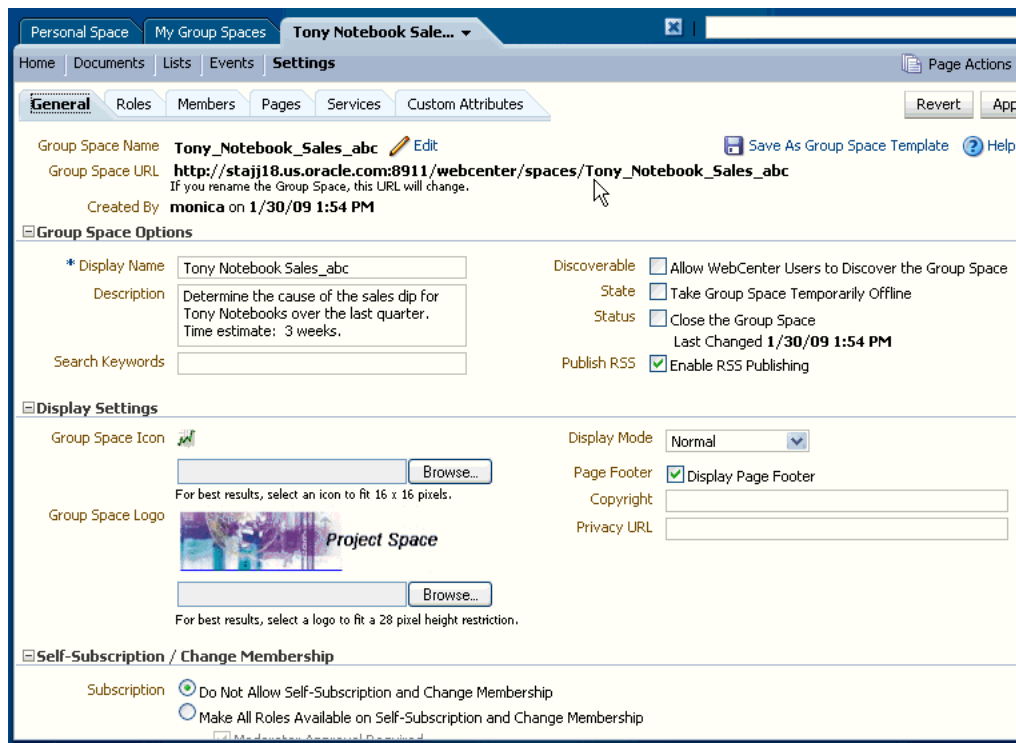 Personal Space My Group Spaces Tony Notebook Sale...
Home Documents Lists Events Settings Page Actions
General Roles Members Pages Services Custom Attributes Revert App
Group Space Name Tony_Notebook_Sales_abc Edit Save As Group Space Template Help
Group Space URL http://stajj18.us.oracle.com:8911/webcenter/spaces/Tony_Notebook_Sales_abc
If you rename the Group Space, this URL will change.
Created By monica on 1/30/09 1:54 PM
Group Space Options
* Display Name Tony Notebook Sales_abc Discoverable Allow WebCenter Users to Discover the Group Space
Description Determine the cause of the sales dip for State Take Group Space Temporarily Offline
Tony Notebooks over the last quarter. Status Close the Group Space
Time estimate: 3 weeks. Last Changed 1/30/09 1:54 PM
Search Keywords Publish RSS Enable RSS Publishing
Display Settings
Group Space Icon Display Mode Normal
Browse... Page Footer Display Page Footer
For best results, select an icon to fit 16 x 16 pixels. Copyright
Group Space Logo Project Space Privacy URL
Browse...
For best results, select a logo to fit a 28 pixel height restriction.
Self-Subscription / Change Membership
Subscription Do Not Allow Self-Subscription and Change Membership
Make All Roles Available on Self-Subscription and Change Membership
Moderator Approval Required